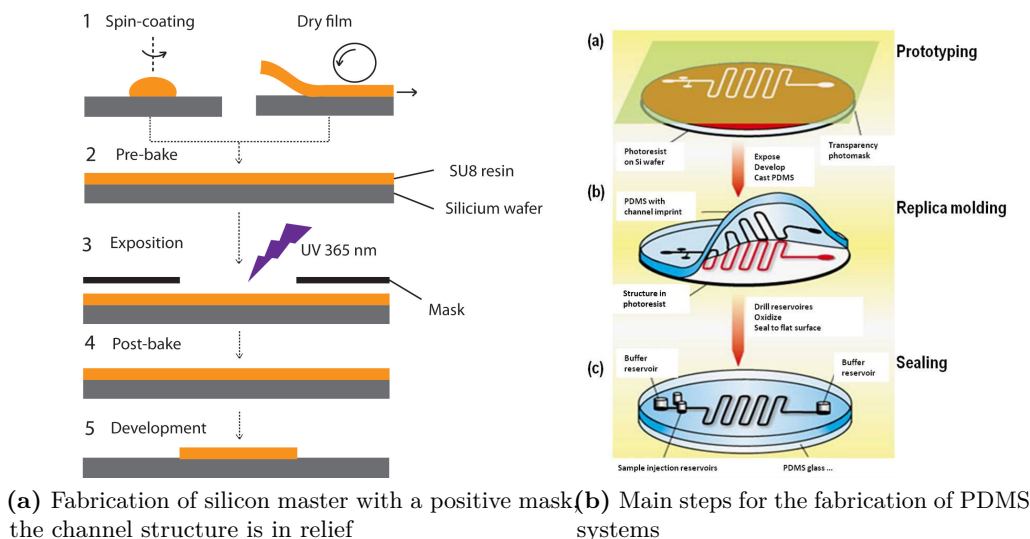 1 Spin-coating
Dry film
2 Pre-bake
SU8 resin
Silicium wafer
3 Exposition
UV 365 nm
Mask
4 Post-bake
5 Development
(a) Fabrication of silicon master with a positive mask,
the channel structure is in relief
(a)
Prototyping
Photoresist
on Si wafer
Transparency
photomask
Expose
Develop
Cast PDMS
(b)
Replica molding
PDMS with
channel imprint
Structure in
photoresist
Drill reservoires
Oxidize
Seal to flat surface
(c)
Sealing
Buffer
reservoir
Buffer
reservoir
Sample injection reservoirs
PDMS glass ...
(b) Main steps for the fabrication of PDMS
systems